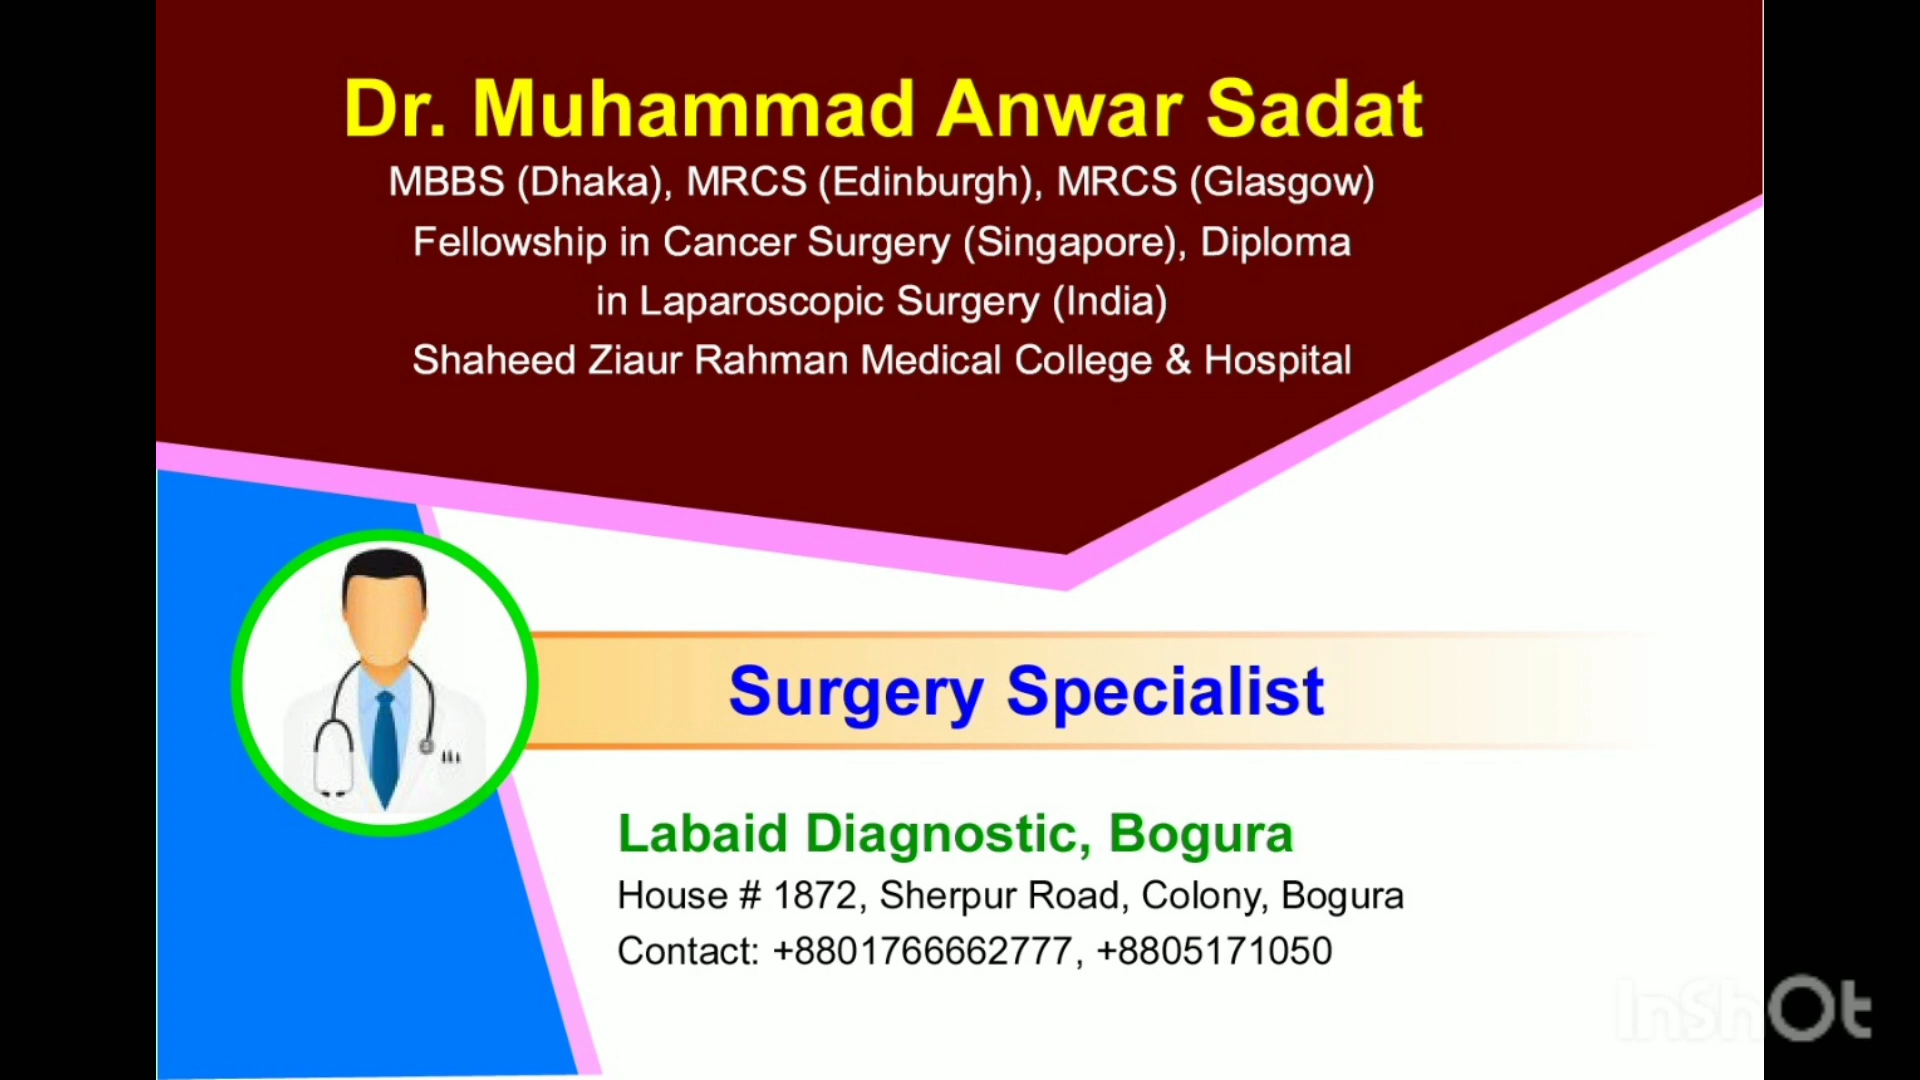 Dr. Muhammad Anwar Sadat
MBBS (Dhaka), MRCS (Edinburgh), MRCS (Glasgow)
Fellowship in Cancer Surgery (Singapore), Diploma
in Laparoscopic Surgery (India)
Shaheed Ziaur Rahman Medical College & Hospital
Surgery Specialist
Labaid Diagnostic, Bogura
House # 1872, Sherpur Road, Colony, Bogura
Contact: +8801766662777, +8805171050
InShOt